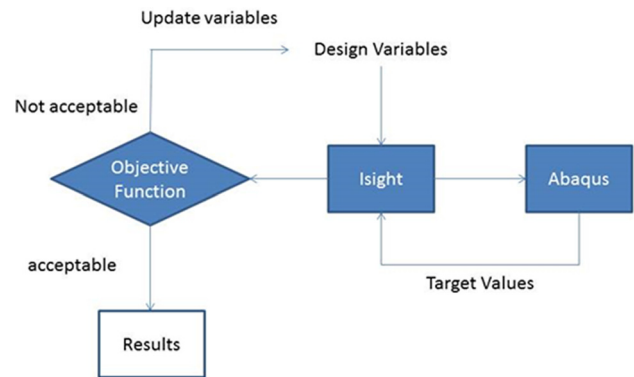 Update variables
Design Variables
Not acceptable
Objective
Function
Isight
Abaqus
acceptable
Target Values
Results